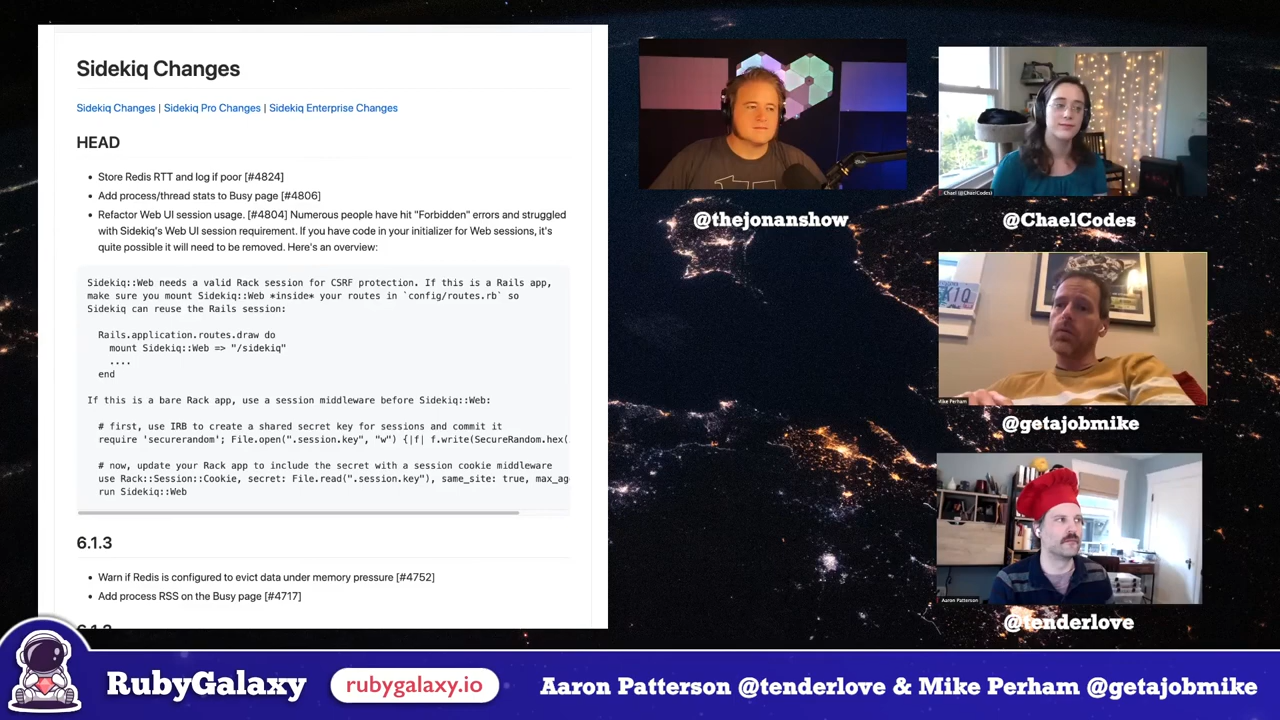 Sidekiq Changes
Sidekiq Changes | Sidekiq Pro Changes | Sidekiq Enterprise Changes
HEAD
• Store Redis RTT and log if poor [#4824]
• Add process/thread stats to Busy page [#4806]
• Refactor Web UI session usage. [#4804] Numerous people have hit "Forbidden" errors and struggled
with Sidekiq's Web UI session requirement. If you have code in your initializer for Web sessions, it's
quite possible it will need to be removed. Here's an overview:
Sidekiq::Web needs a valid Rack session for CSRF protection. If this is a Rails app,
make sure you mount Sidekiq::Web *inside* your routes in `config/routes.rb` so
Sidekiq can reuse the Rails session:
Rails.application.routes.draw do
mount Sidekiq::Web => "/sidekiq"
....
end
If this is a bare Rack app, use a session middleware before Sidekiq::Web:
# first, use IRB to create a shared secret key for sessions and commit it
require 'securerandom'; File.open(".session.key", "w") {|f| f.write(SecureRandom.hex(
# now, update your Rack app to include the secret with a session cookie middleware
use Rack::Session::Cookie, secret: File.read(".session.key"), same_site: true, max_ag
run Sidekiq::Web
6.1.3
• Warn if Redis is configured to evict data under memory pressure [#4752]
• Add process RSS on the Busy page [#4717]
@thejonanshow
Chael (@ChaelCodes)
@ChaelCodes
Mike Perham
@getajobmike
Aaron Patterson
@tenderlove
RubyGalaxy
rubygalaxy.io
Aaron Patterson @tenderlove & Mike Perham @getajobmike